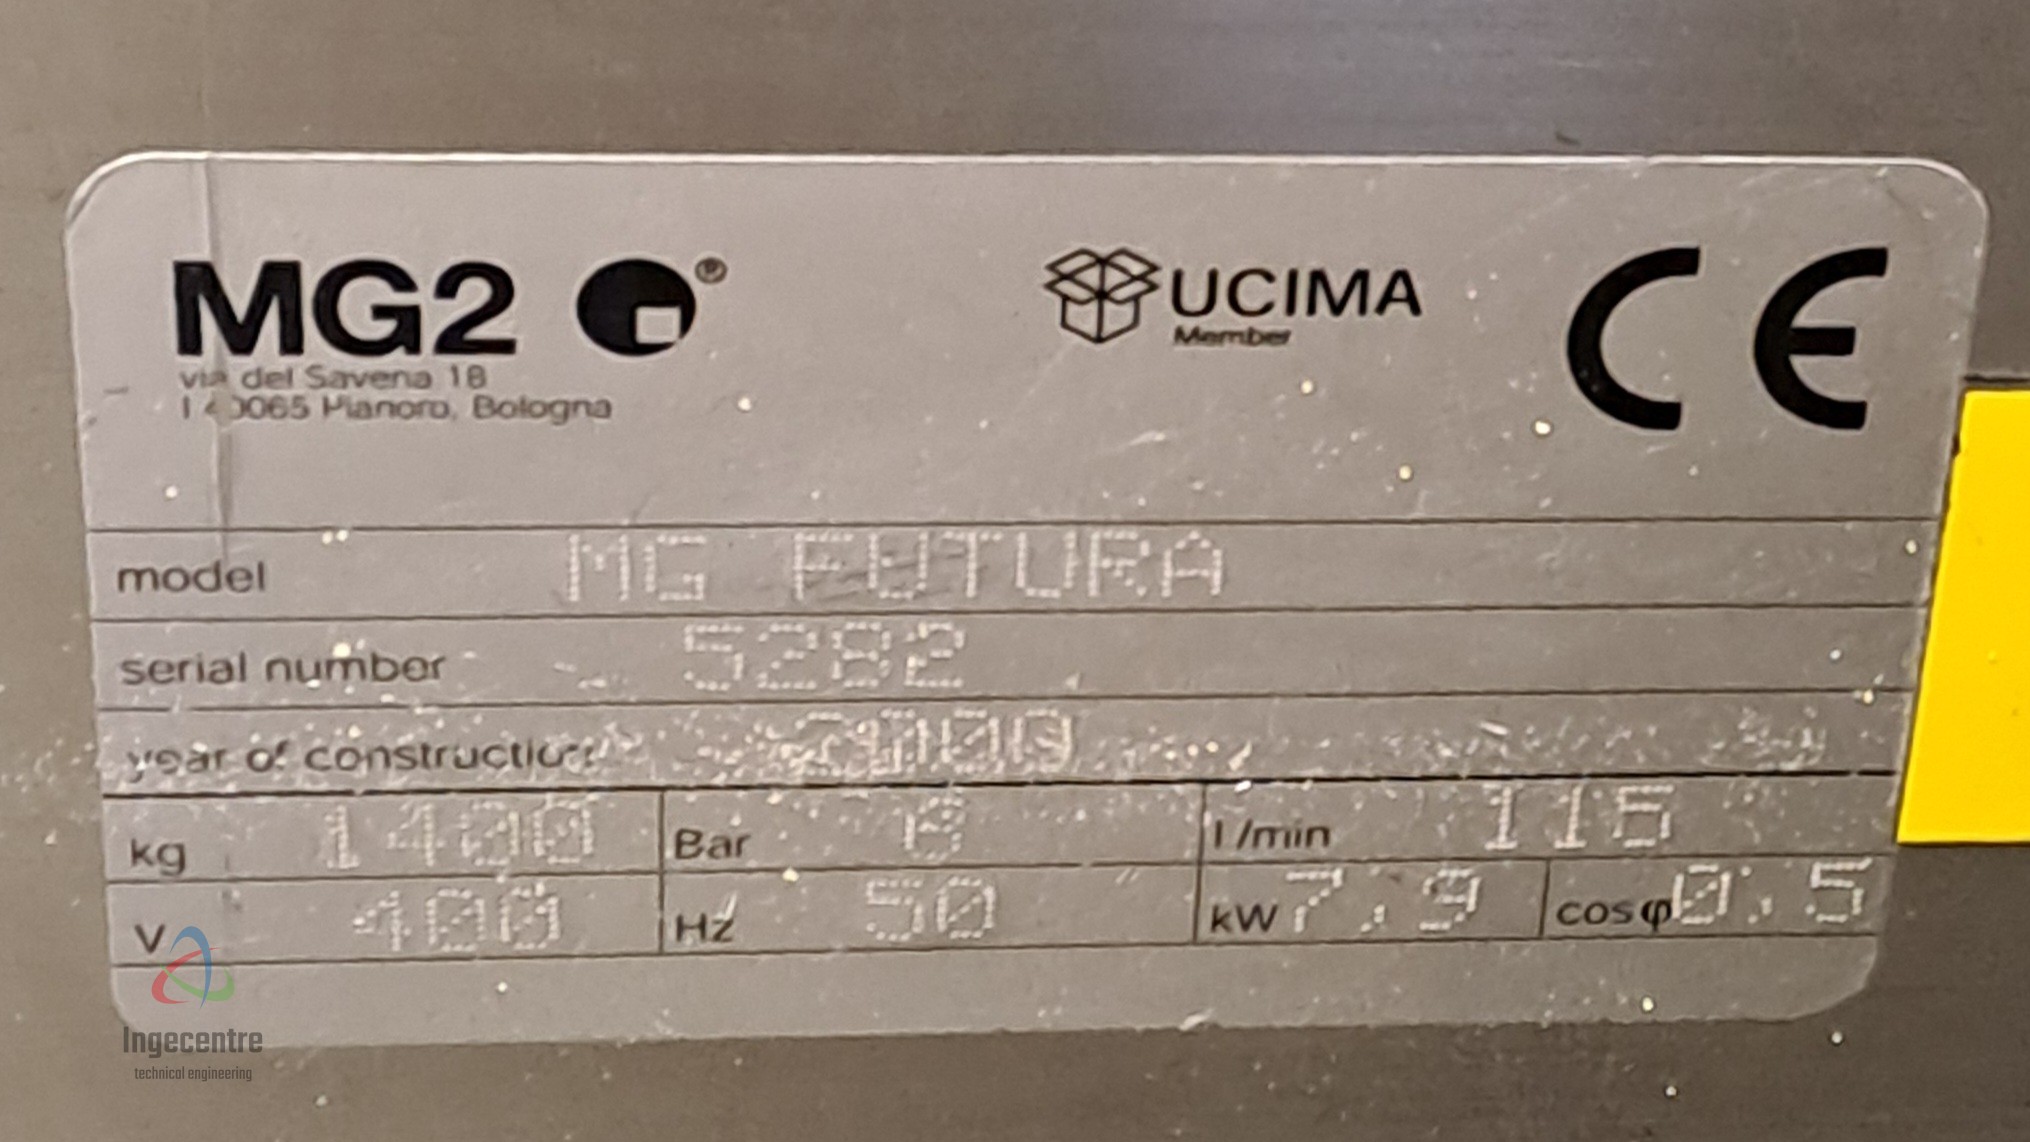 MG2 ®
via del Savena 18
I 40065 Pianoro, Bologna
UCIMA
Member
CE
model MG FUTURA
serial number 5282
year of construction 2000
kg 1400 Bar 6 l/min 116
V 400 Hz 50 kW 7,9 cosφ 0,5
Ingecentre
technical engineering